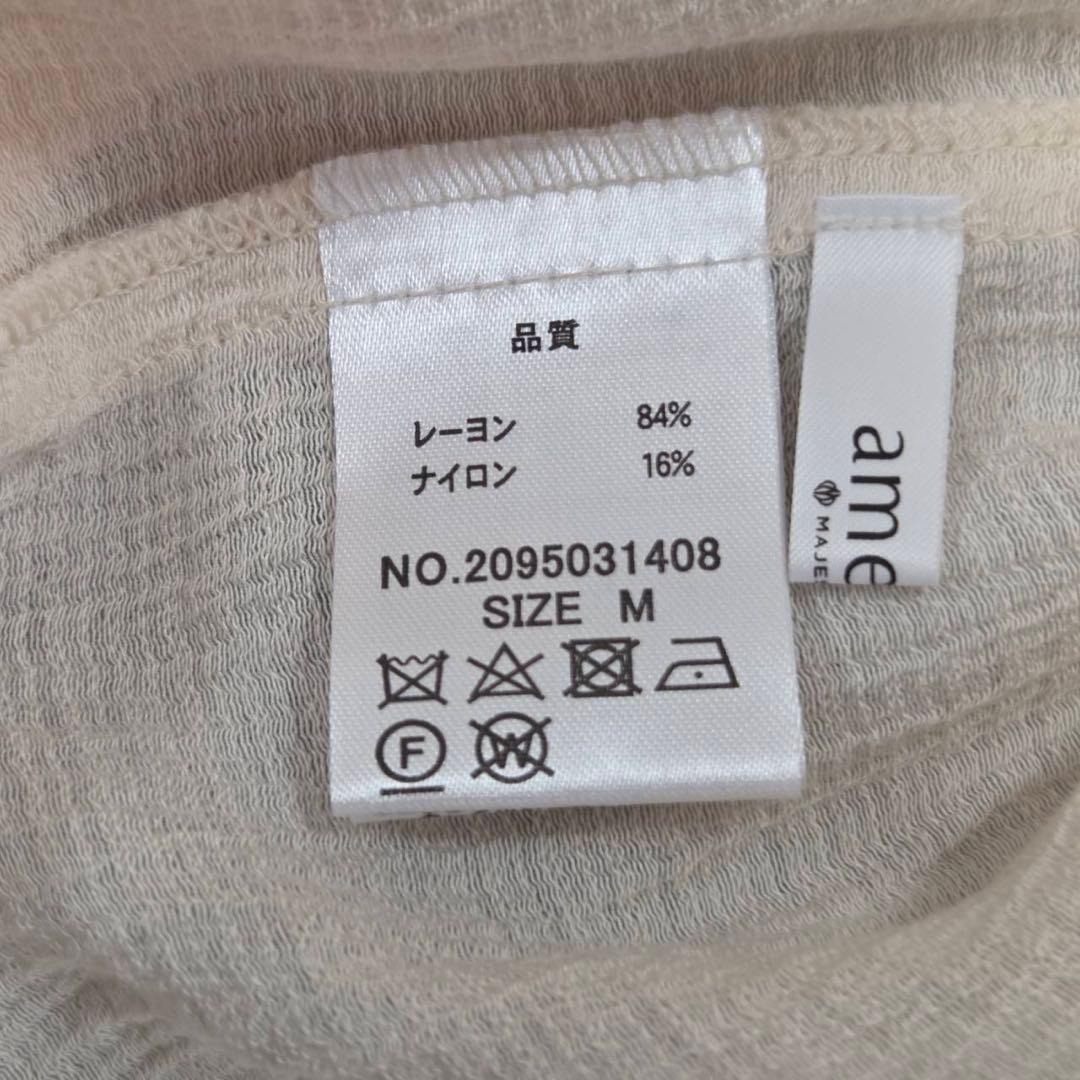 品質
レーヨン 84%
ナイロン 16%
NO.2095031408
SIZE M
F
W
ame
MAJE